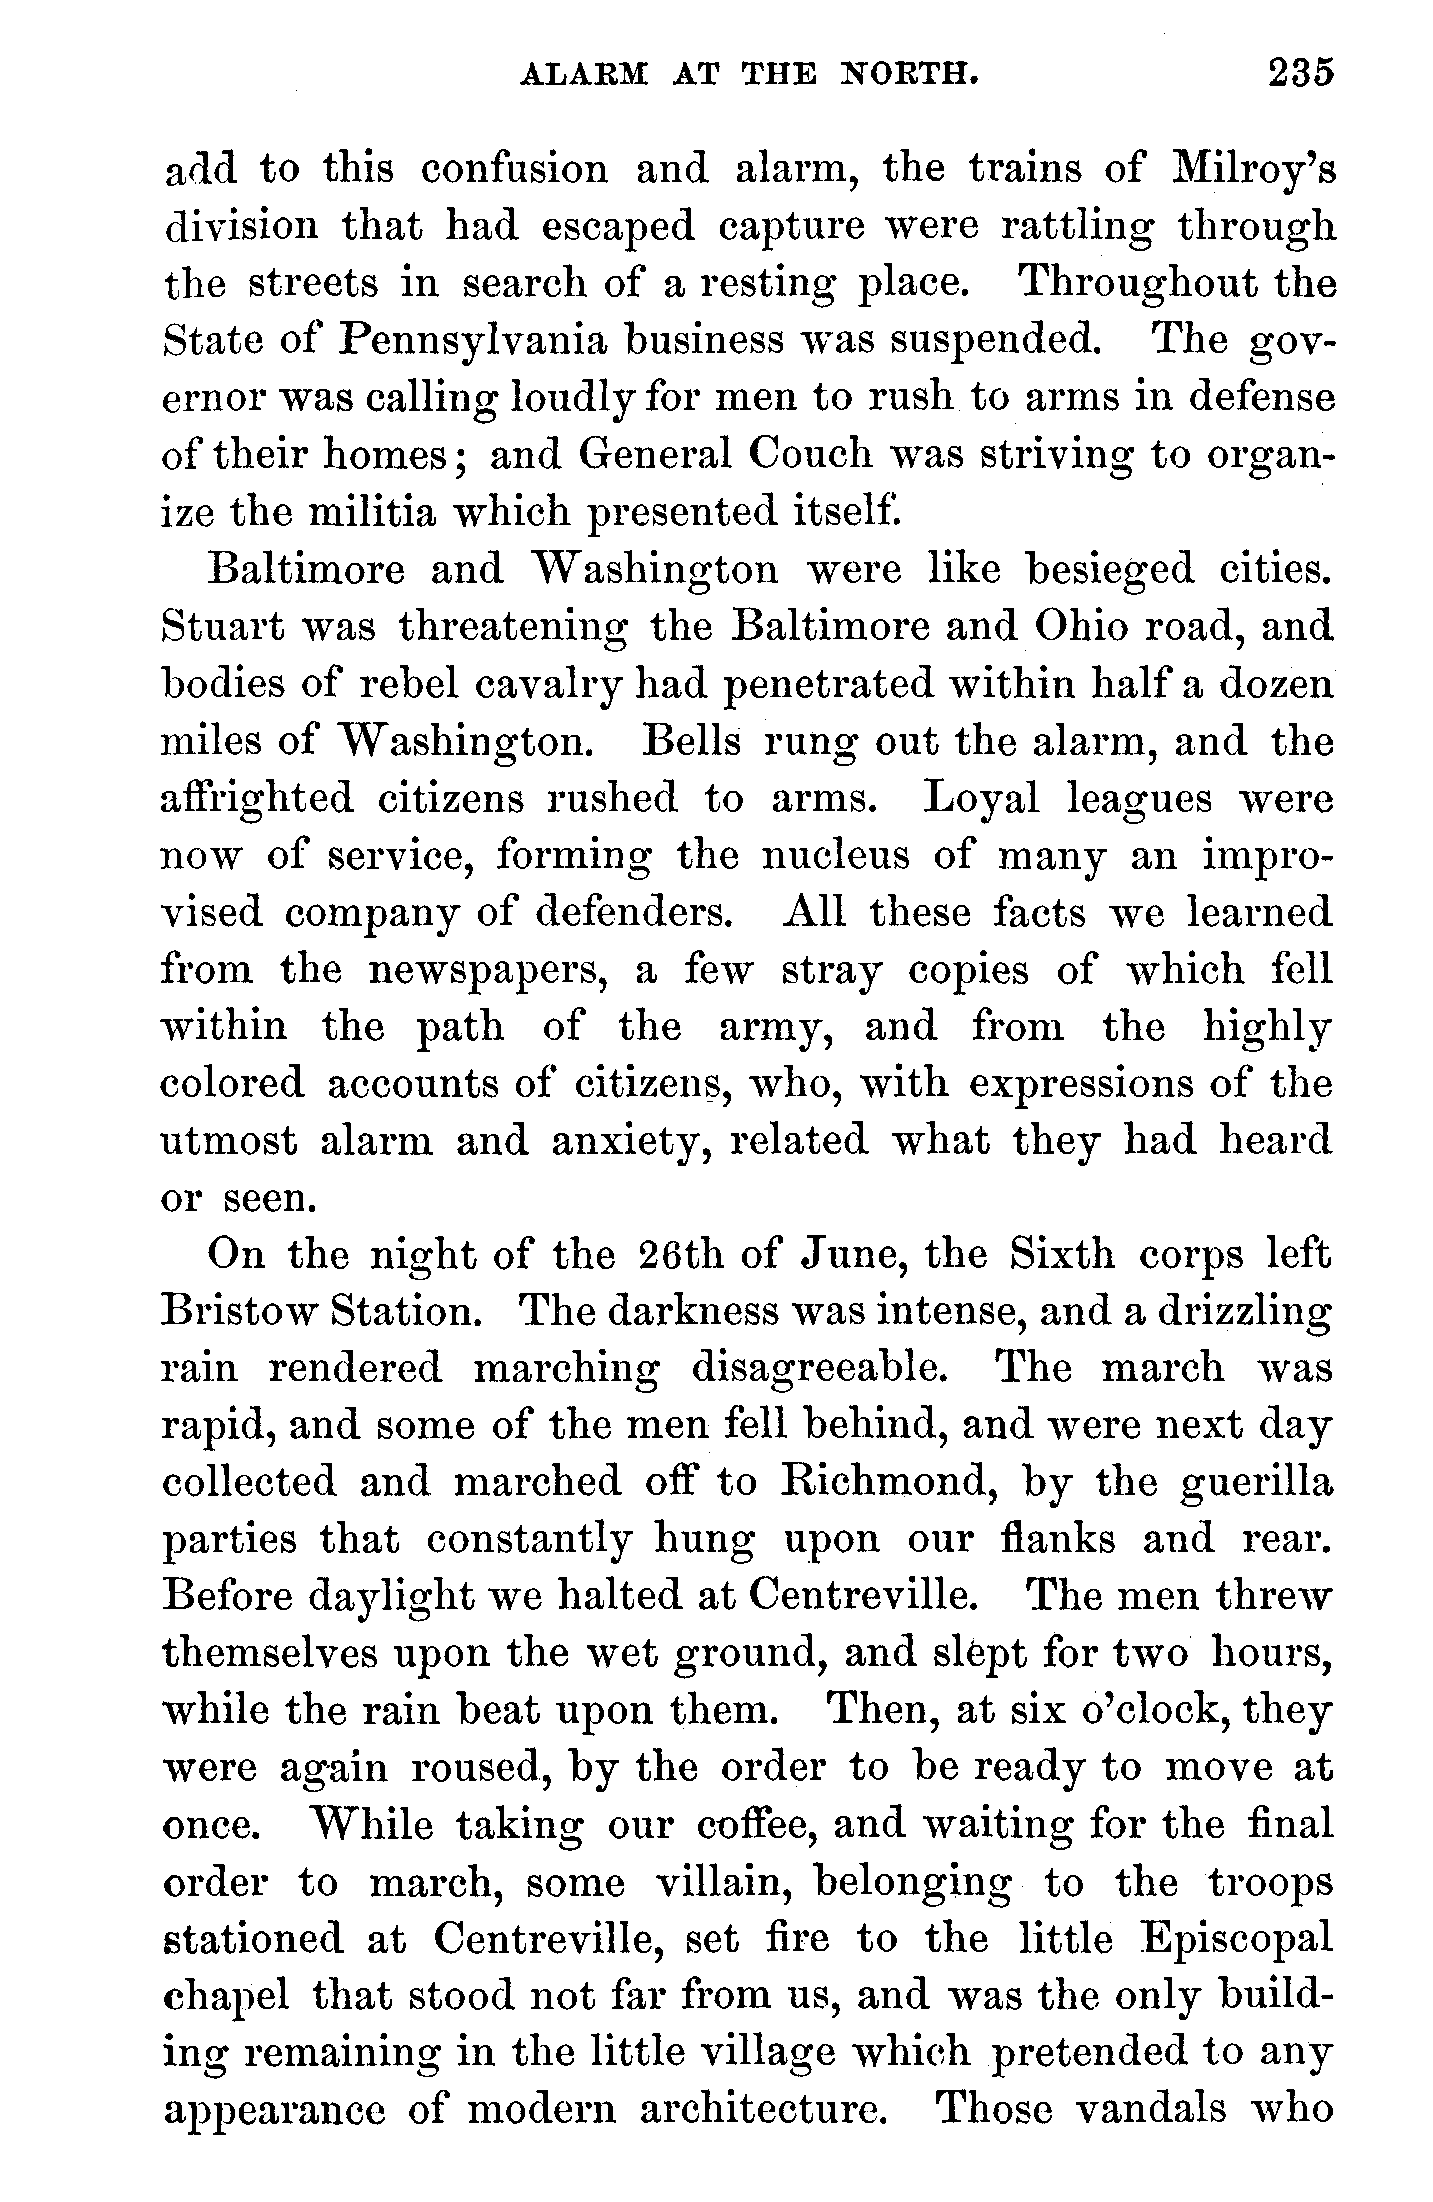 ALARM AT THE NORTH. 235
add to this confusion and alarm, the trains of Milroy's
division that had escaped capture were rattling through
the streets in search of a resting place. Throughout the
State of Pennsylvania business was suspended. The gov-
ernor was calling loudly for men to rush to arms in defense
of their homes; and General Couch was striving to organ-
ize the militia which presented itself.
Baltimore and Washington were like besieged cities.
Stuart was threatening the Baltimore and Ohio road, and
bodies of rebel cavalry had penetrated within half a dozen
miles of Washington. Bells rung out the alarm, and the
affrighted citizens rushed to arms. Loyal leagues were
now of service, forming the nucleus of many an impro-
vised company of defenders. All these facts we learned
from the newspapers, a few stray copies of which fell
within the path of the army, and from the highly
colored accounts of citizens, who, with expressions of the
utmost alarm and anxiety, related what they had heard
or seen.
On the night of the 26th of June, the Sixth corps left
Bristow Station. The darkness was intense, and a drizzling
rain rendered marching disagreeable. The march was
rapid, and some of the men fell behind, and were next day
collected and marched off to Richmond, by the guerilla
parties that constantly hung upon our flanks and rear.
Before daylight we halted at Centreville. The men threw
themselves upon the wet ground, and slept for two hours,
while the rain beat upon them. Then, at six o'clock, they
were again roused, by the order to be ready to move at
once. While taking our coffee, and waiting for the final
order to march, some villain, belonging to the troops
stationed at Centreville, set fire to the little Episcopal
chapel that stood not far from us, and was the only build-
ing remaining in the little village which pretended to any
appearance of modern architecture. Those vandals who